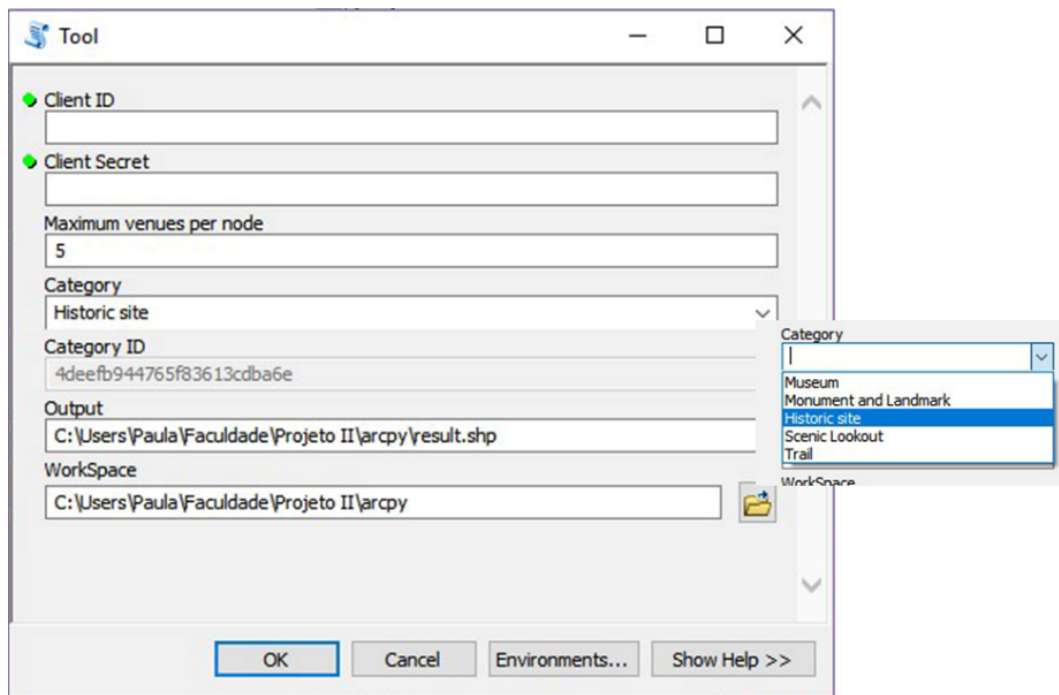 Tool
Client ID
Client Secret
Maximum venues per node
5
Category
Historic site
Category ID
4deefb944765f83613cdba6e
Output
C:\Users\Paula\Faculdade\Projeto II\arcpy\result.shp
WorkSpace
C:\Users\Paula\Faculdade\Projeto II\arcpy
OK
Cancel
Environments...
Show Help >>
Category
Museum
Monument and Landmark
Historic site
Scenic Lookout
Trail
WorkSpace